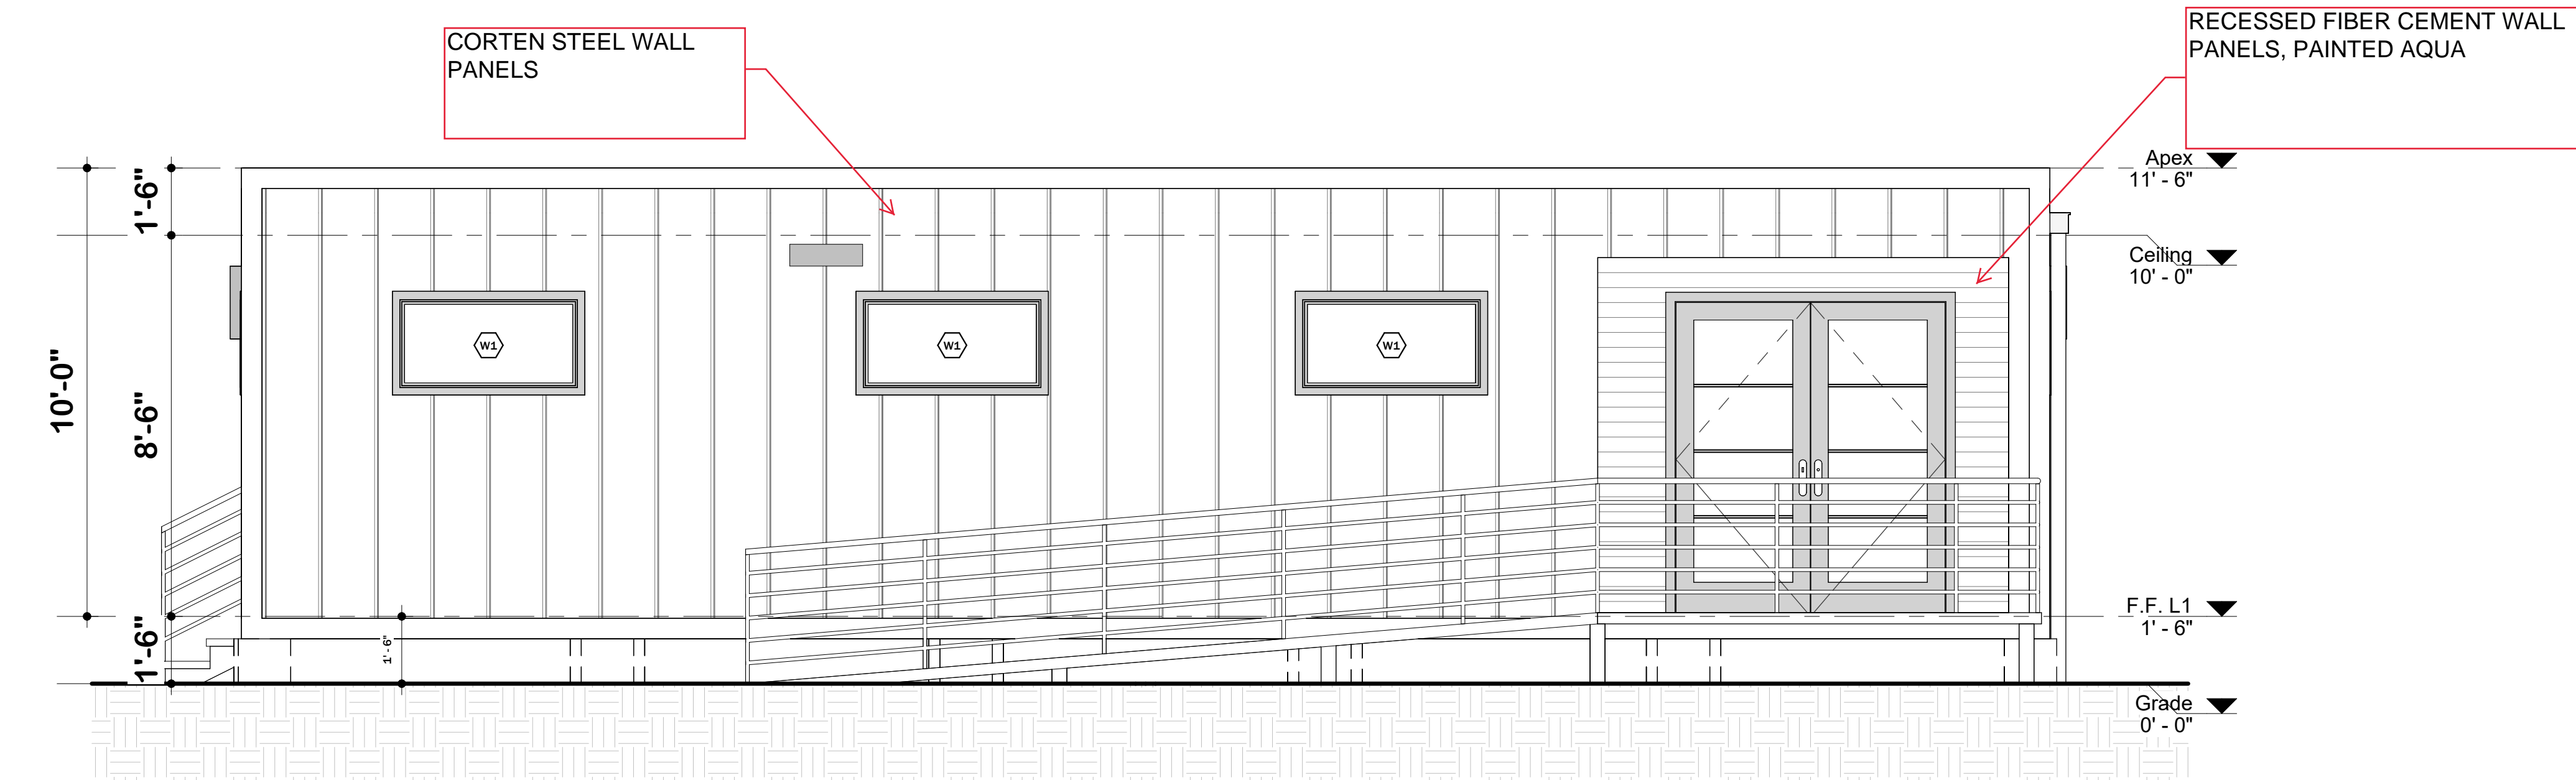 CORTEN STEEL WALL
PANELS
RECESSED FIBER CEMENT WALL
PANELS, PAINTED AQUA
Apex
11' - 6"
Ceiling
10' - 0"
F.F. L1
1' - 6"
Grade
0' - 0"
10'-0"
1'-6"
8'-6"
1'-6"
1' - 6"
W1
W1
W1